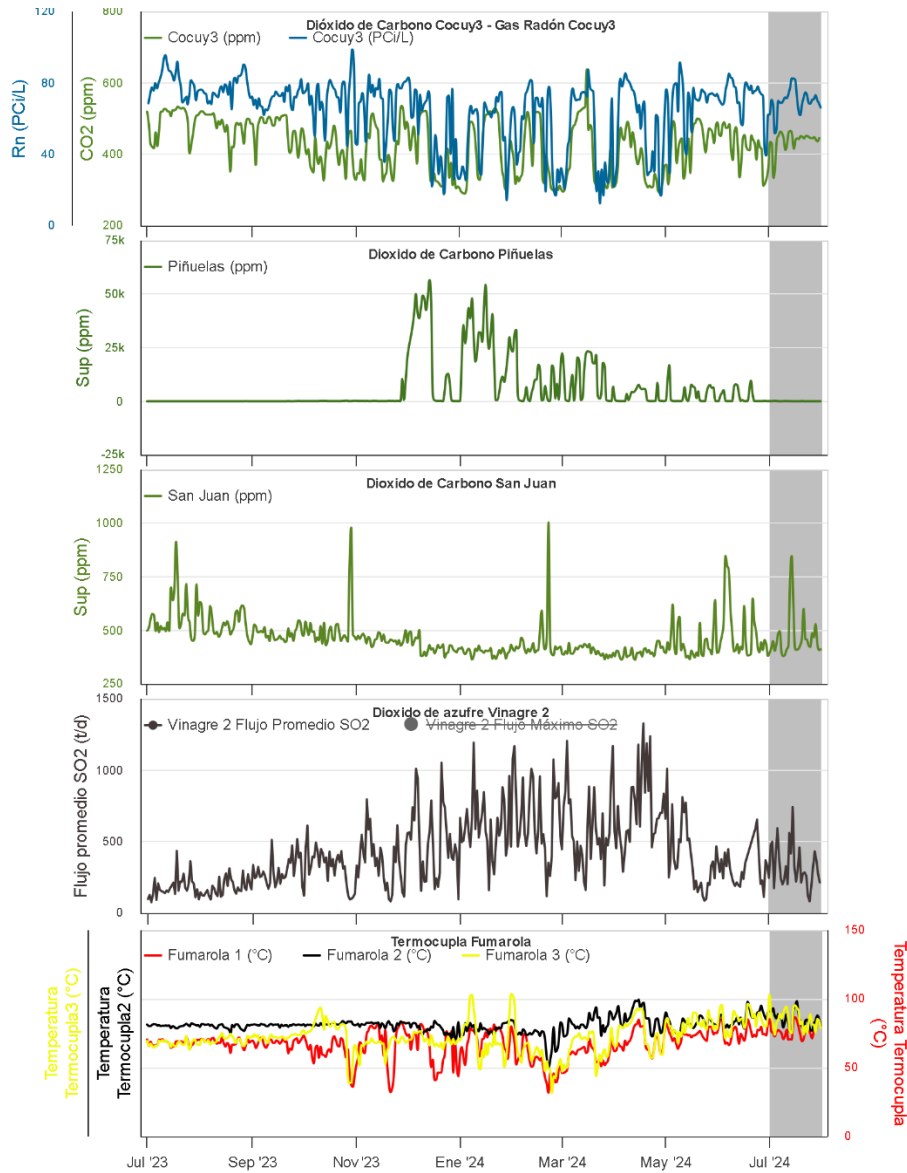 Dióxido de Carbono Cocuy3 - Gas Radón Cocuy3
Cocuy3 (ppm) Cocuy3 (PCi/L)
Rn (PCi/L)
CO2 (ppm)
120
80
40
0
800
600
400
200
Dioxido de Carbono Piñuelas
Piñuelas (ppm)
Sup (ppm)
75k
50k
25k
0
-25k
Dioxido de Carbono San Juan
San Juan (ppm)
Sup (ppm)
1250
1000
750
500
250
Dioxido de azufre Vinagre 2
Vinagre 2 Flujo Promedio SO2 Vinagre 2 Flujo Máximo SO2
Flujo promedio SO2 (t/d)
1500
1000
500
0
Termocupla Fumarola
Fumarola 1 (°C) Fumarola 2 (°C) Fumarola 3 (°C)
Temperatura
Termocupla3 (°C)
Temperatura
Termocupla2 (°C)
150
100
50
0
Temperatura Termocupla
(°C)
Jul '23 Sep '23 Nov '23 Ene '24 Mar '24 May '24 Jul '24